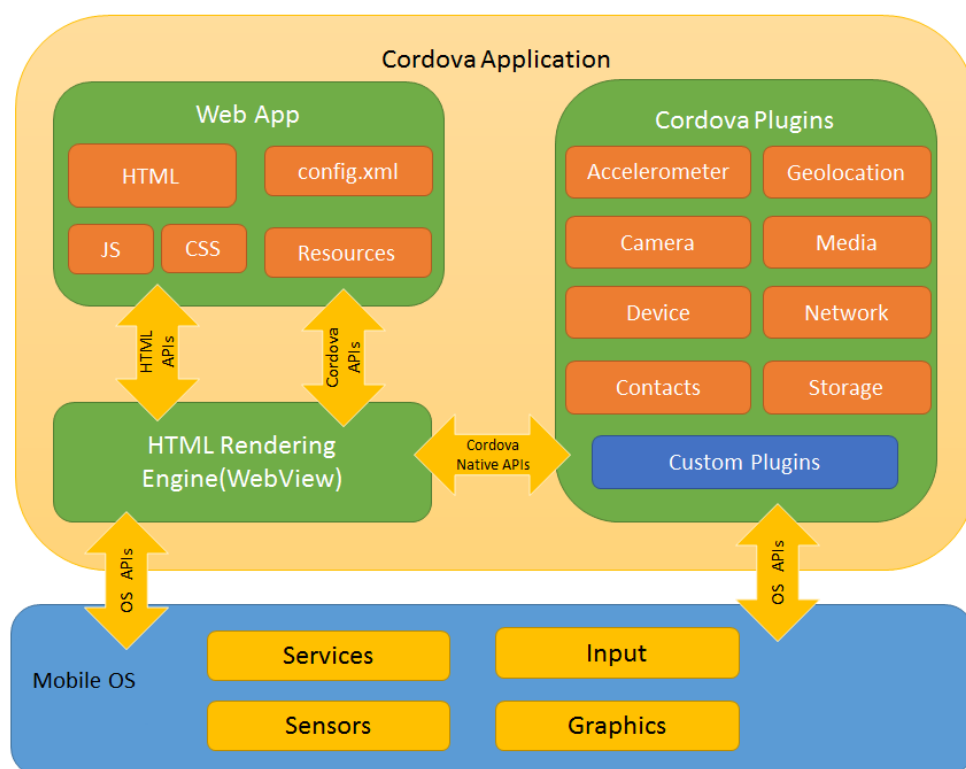 Cordova Application
Web App
HTML
config.xml
JS
CSS
Resources
Cordova Plugins
Accelerometer
Geolocation
Camera
Media
Device
Network
Contacts
Storage
Custom Plugins
HTML
APIs
Cordova
APIs
HTML Rendering
Engine(WebView)
Cordova
Native APIs
OS APIs
OS APIs
Mobile OS
Services
Input
Sensors
Graphics